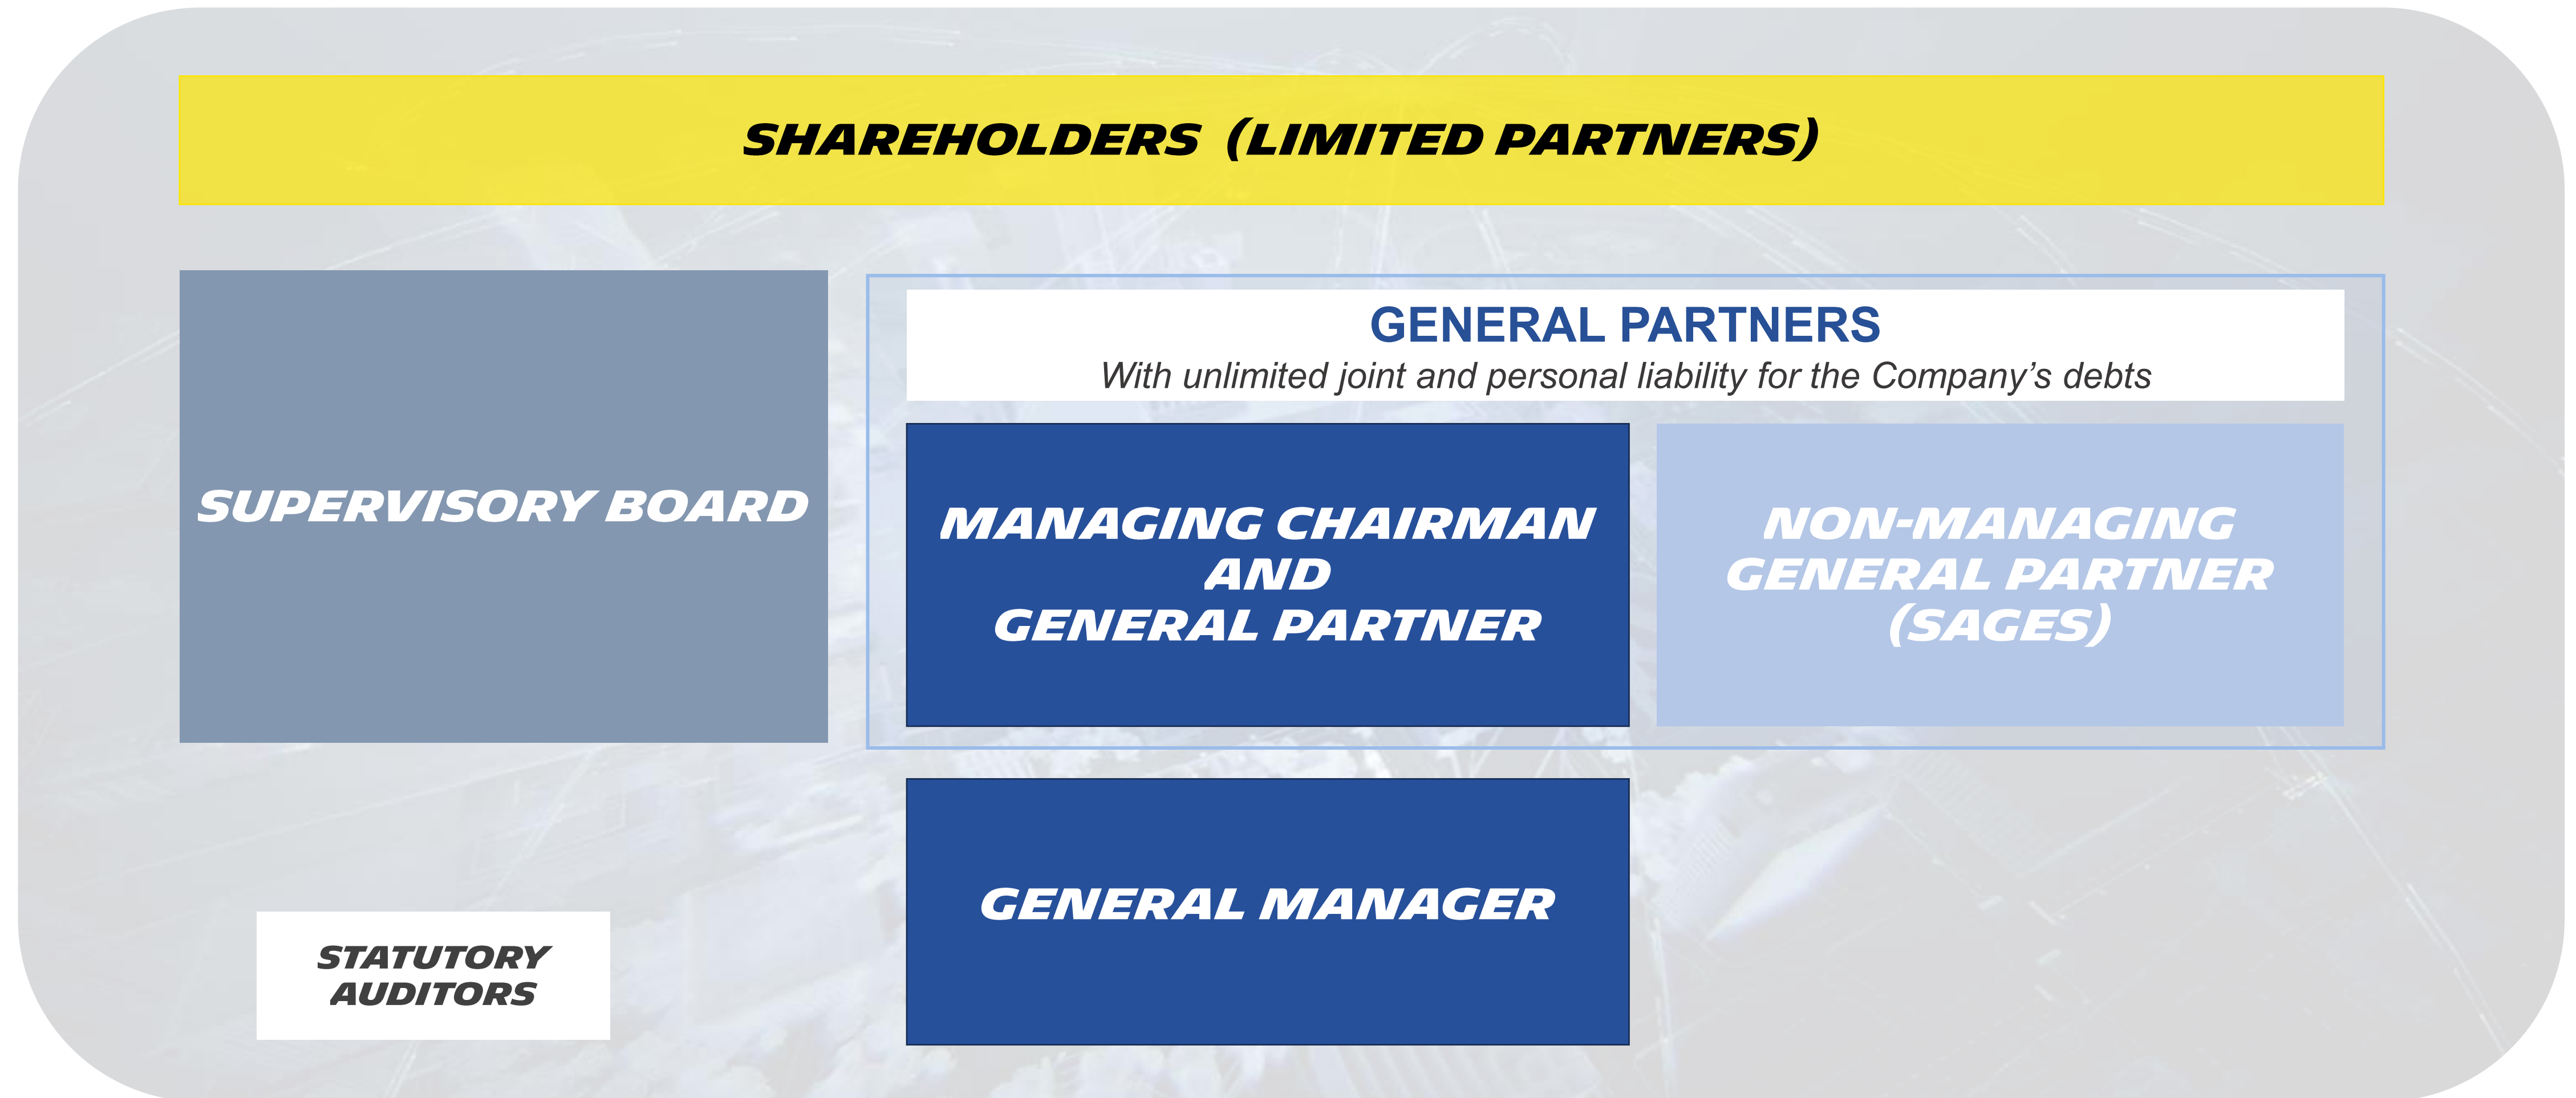 SHAREHOLDERS (LIMITED PARTNERS)
SUPERVISORY BOARD
GENERAL PARTNERS
With unlimited joint and personal liability for the Company’s debts
MANAGING CHAIRMAN
AND
GENERAL PARTNER
NON-MANAGING
GENERAL PARTNER
(SAGES)
GENERAL MANAGER
STATUTORY
AUDITORS